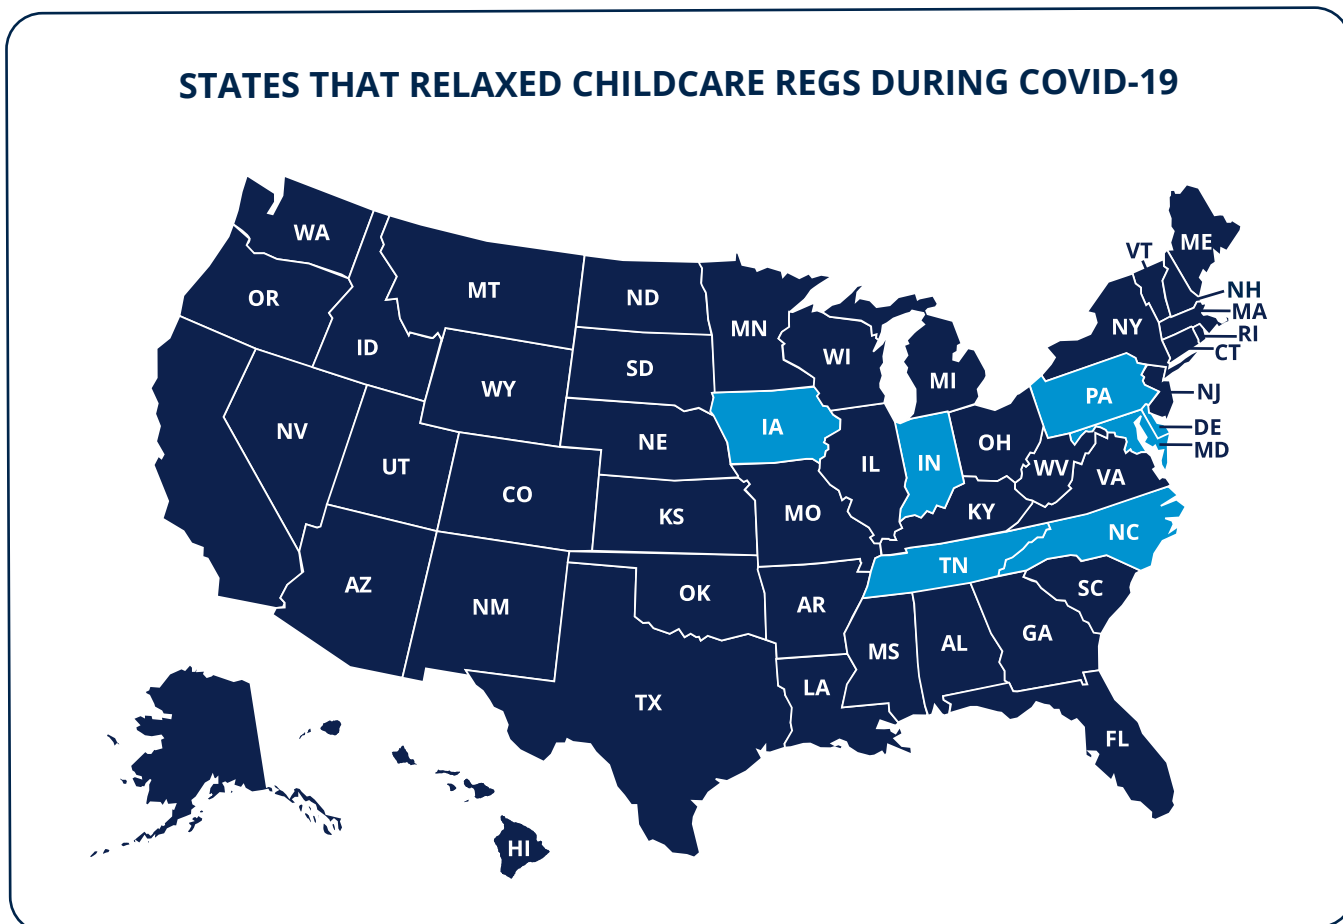 STATES THAT RELAXED CHILDCARE REGS DURING COVID-19
WA
OR
ID
MT
ND
MN
SD
WY
NV
UT
CO
NE
KS
IA
WI
MI
IL
IN
OH
MO
KY
WV
VA
PA
NY
VT
ME
NH
MA
RI
CT
NJ
DE
MD
NC
TN
SC
AZ
NM
OK
AR
TX
LA
MS
AL
GA
FL
HI